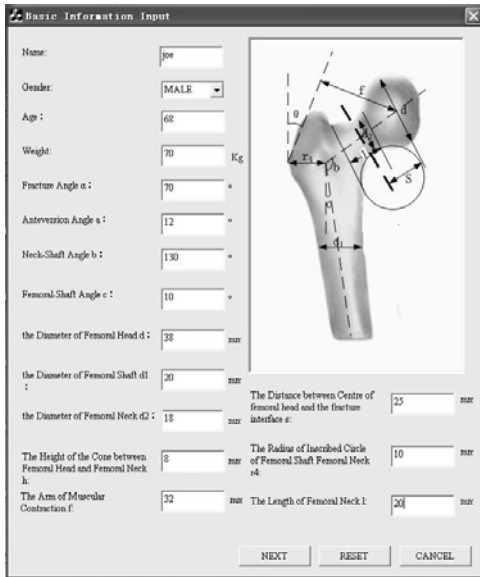 Basic Information Input
Name:
joe
Gender:
MALE
Age :
68
Weight:
70
Kg
Fracture Angle α :
70
°
Anteversion Angle a :
12
°
Neck-Shaft Angle b :
130
°
Femoral-Shaft Angle c :
10
°
the Diameter of Femoral Head d :
38
mm
the Diameter of Femoral Shaft d1
:
20
mm
the Diameter of Femoral Neck d2 :
18
mm
The Height of the Cone between
Femoral Head and Femoral Neck
h:
8
mm
The Arm of Muscular
Contraction f:
32
mm
θ
f
d
r4
b
S
c
d1
The Distance between Centre of
femoral head and the fracture
interface s:
25
mm
The Radius of Inscribed Circle
of Femoral Shaft Femoral Neck
r4:
10
mm
The Length of Femoral Neck l:
20
mm
NEXT
RESET
CANCEL